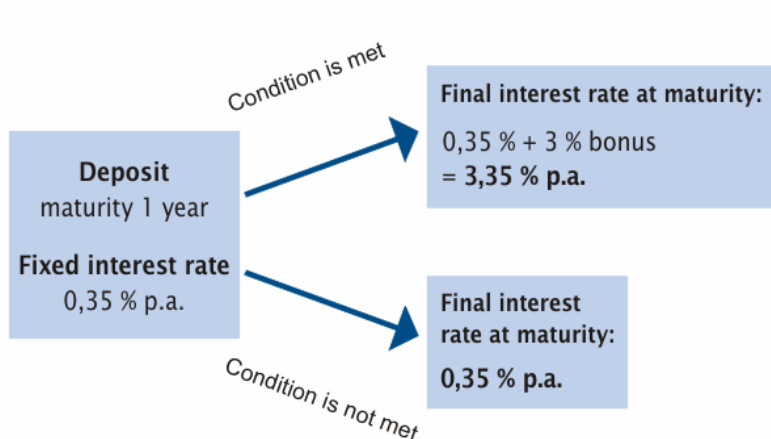 Condition is met
Final interest rate at maturity:
0,35 % + 3 % bonus
= 3,35 % p.a.
Deposit
maturity 1 year
Fixed interest rate
0,35 % p.a.
Final interest
rate at maturity:
0,35 % p.a.
Condition is not met